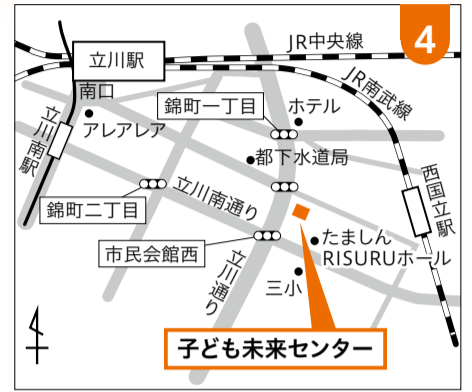 4
JR中央線
立川駅
JR南武線
南口
錦町一丁目
ホテル
アレアレア
立川南駅
都下水道局
西国立駅
立川南通り
錦町二丁目
たましん
RISURUホール
市民会館西
立川通り
三小
子ども未来センター